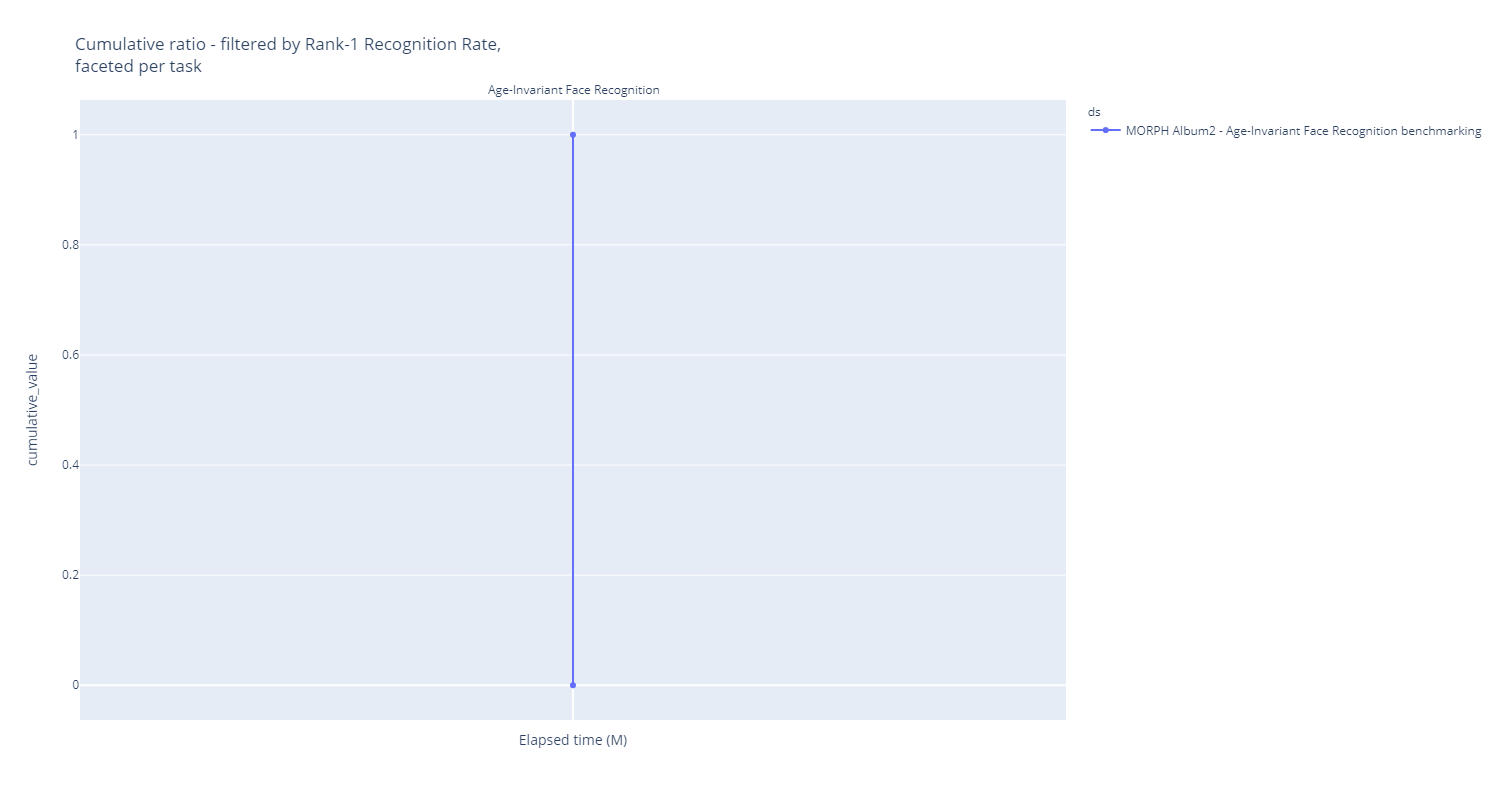 Cumulative ratio - filtered by Rank-1 Recognition Rate,
faceted per task
Age-Invariant Face Recognition
ds
MORPH Album2 - Age-Invariant Face Recognition benchmarking
1
0.8
0.6
0.4
0.2
0
cumulative_value
Elapsed time (M)